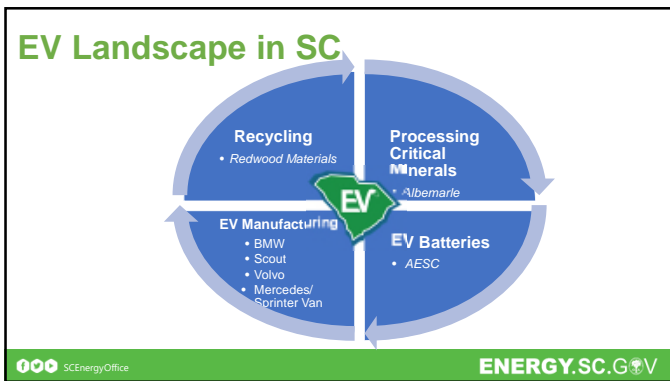 EV Landscape in SC
Recycling
• Redwood Materials
Processing
Critical
Minerals
• Albemarle
EV
EV Manufacturing
• BMW
• Scout
• Volvo
• Mercedes/
Sprinter Van
EV Batteries
• AESC
SCEnergyOffice
ENERGY.SC.GOV